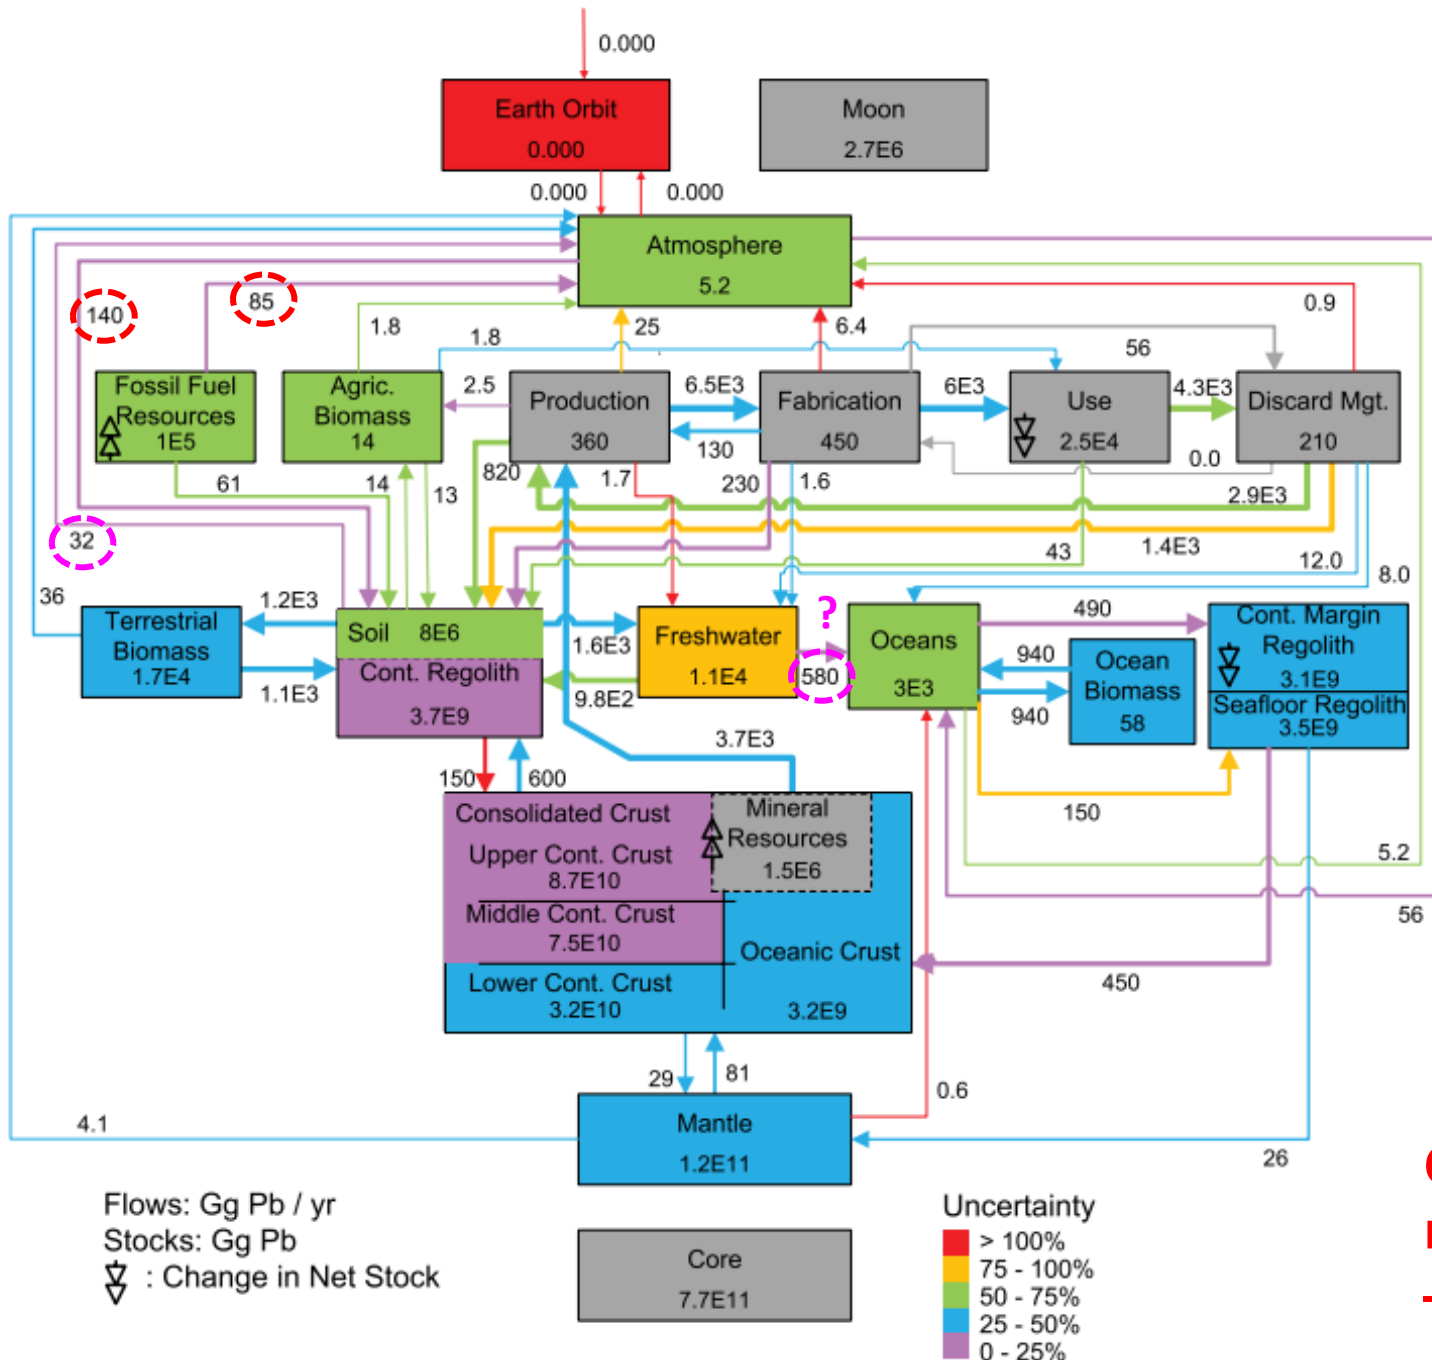 0.000
Earth Orbit
0.000
Moon
2.7E6
0.000
0.000
Atmosphere
5.2
140
85
1.8
1.8
25
6.4
56
0.9
Fossil Fuel
Resources
1E5
Agric.
Biomass
14
2.5
Production
360
6.5E3
130
Fabrication
450
6E3
Use
2.5E4
4.3E3
Discard Mgt.
210
0.0
61
14
13
820
1.7
230
1.6
2.9E3
32
43
1.4E3
12.0
8.0
36
Terrestrial
Biomass
1.7E4
1.2E3
1.1E3
Soil 8E6
Cont. Regolith
3.7E9
1.6E3
9.8E2
Freshwater
1.1E4
?
580
Oceans
3E3
490
940
940
Ocean
Biomass
58
Cont. Margin
Regolith
3.1E9
Seafloor Regolith
3.5E9
150
600
3.7E3
150
5.2
56
Consolidated Crust
Upper Cont. Crust
8.7E10
Middle Cont. Crust
7.5E10
Lower Cont. Crust
3.2E10
Mineral
Resources
1.5E6
Oceanic Crust
3.2E9
450
29
81
0.6
4.1
Mantle
1.2E11
26
Core
7.7E11
Flows: Gg Pb / yr
Stocks: Gg Pb
: Change in Net Stock
Uncertainty
> 100%
75 - 100%
50 - 75%
25 - 50%
0 - 25%